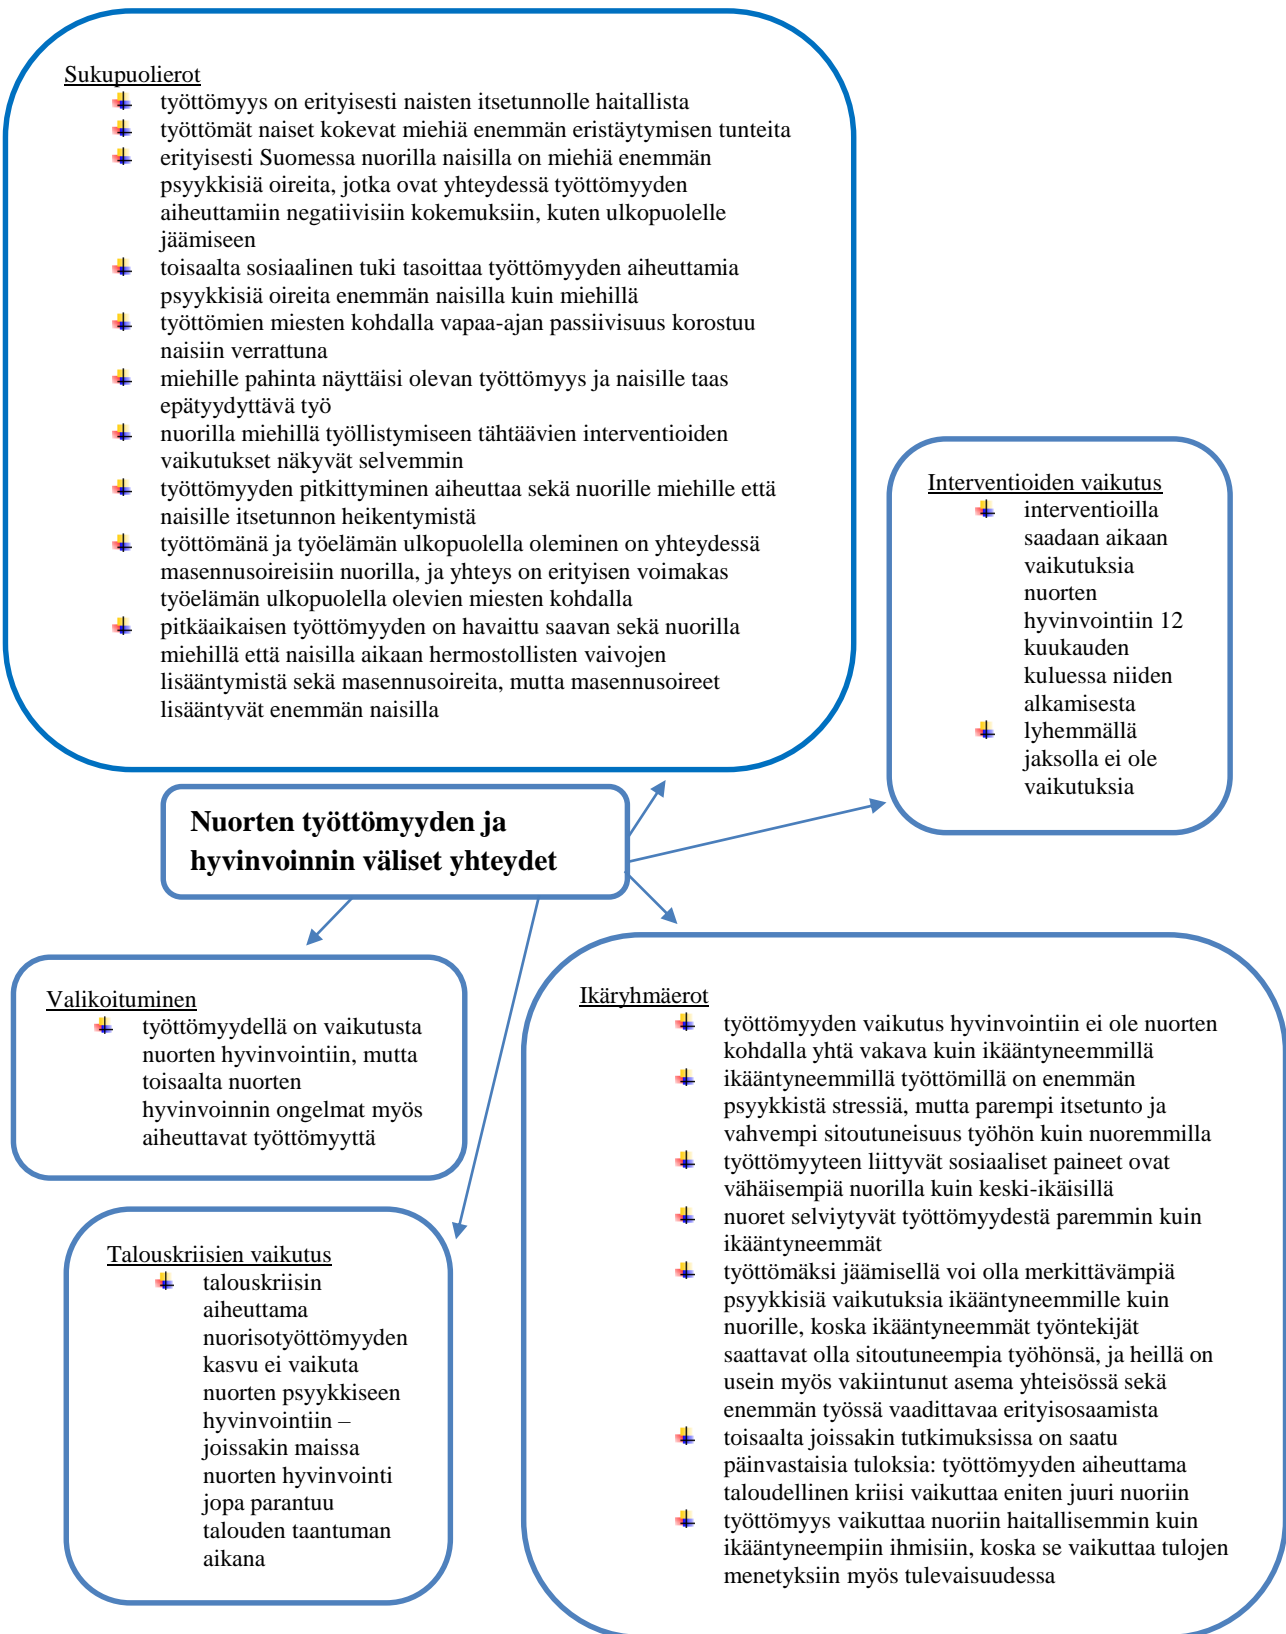 Sukupuolierot
työttömyys on erityisesti naisten itsetunnolle haitallista
työttömät naiset kokevat miehiä enemmän eristäytymisen tunteita
erityisesti Suomessa nuorilla naisilla on miehiä enemmän
psyykkisiä oireita, jotka ovat yhteydessä työttömyyden
aiheuttamiin negatiivisiin kokemuksiin, kuten ulkopuolelle
jäämiseen
toisaalta sosiaalinen tuki tasoittaa työttömyyden aiheuttamia
psyykkisiä oireita enemmän naisilla kuin miehillä
työttömien miesten kohdalla vapaa-ajan passiivisuus korostuu
naisiin verrattuna
miehille pahinta näyttäisi olevan työttömyys ja naisille taas
epätyydyttävä työ
nuorilla miehillä työllistymiseen tähtäävien interventioiden
vaikutukset näkyvät selvemmin
työttömyyden pitkittyminen aiheuttaa sekä nuorille miehille että
naisille itsetunnon heikentymistä
työttömänä ja työelämän ulkopuolella oleminen on yhteydessä
masennusoireisiin nuorilla, ja yhteys on erityisen voimakas
työelämän ulkopuolella olevien miesten kohdalla
pitkäaikaisen työttömyyden on havaittu saavan sekä nuorilla
miehillä että naisilla aikaan hermostollisten vaivojen
lisääntymistä sekä masennusoireita, mutta masennusoireet
lisääntyvät enemmän naisilla
Interventioiden vaikutus
interventioilla
saadaan aikaan
vaikutuksia
nuorten
hyvinvointiin 12
kuukauden
kuluessa niiden
alkamisesta
lyhemmällä
jaksolla ei ole
vaikutuksia
Nuorten työttömyyden ja
hyvinvoinnin väliset yhteydet
Valikoituminen
työttömyydellä on vaikutusta
nuorten hyvinvointiin, mutta
toisaalta nuorten
hyvinvoinnin ongelmat myös
aiheuttavat työttömyyttä
Ikäryhmäerot
työttömyyden vaikutus hyvinvointiin ei ole nuorten
kohdalla yhtä vakava kuin ikääntyneemmillä
ikääntyneemmillä työttömillä on enemmän
psyykkistä stressiä, mutta parempi itsetunto ja
vahvempi sitoutuneisuus työhön kuin nuoremmilla
työttömyyteen liittyvät sosiaaliset paineet ovat
vähäisempiä nuorilla kuin keski-ikäisillä
nuoret selviytyvät työttömyydestä paremmin kuin
ikääntyneemmät
työttömäksi jäämisellä voi olla merkittävämpiä
psyykkisiä vaikutuksia ikääntyneemmille kuin
nuorille, koska ikääntyneemmät työntekijät
saattavat olla sitoutuneempia työhönsä, ja heillä on
usein myös vakiintunut asema yhteisössä sekä
enemmän työssä vaadittavaa erityisosaamista
toisaalta joissakin tutkimuksissa on saatu
päinvastaisia tuloksia: työttömyyden aiheuttama
taloudellinen kriisi vaikuttaa eniten juuri nuoriin
työttömyys vaikuttaa nuoriin haitallisemmin kuin
ikääntyneempiin ihmisiin, koska se vaikuttaa tulojen
menetyksiin myös tulevaisuudessa
Talouskriisien vaikutus
talouskriisin
aiheuttama
nuorisotyöttömyyden
kasvu ei vaikuta
nuorten psyykkiseen
hyvinvointiin –
joissakin maissa
nuorten hyvinvointi
jopa parantuu
talouden taantuman
aikana